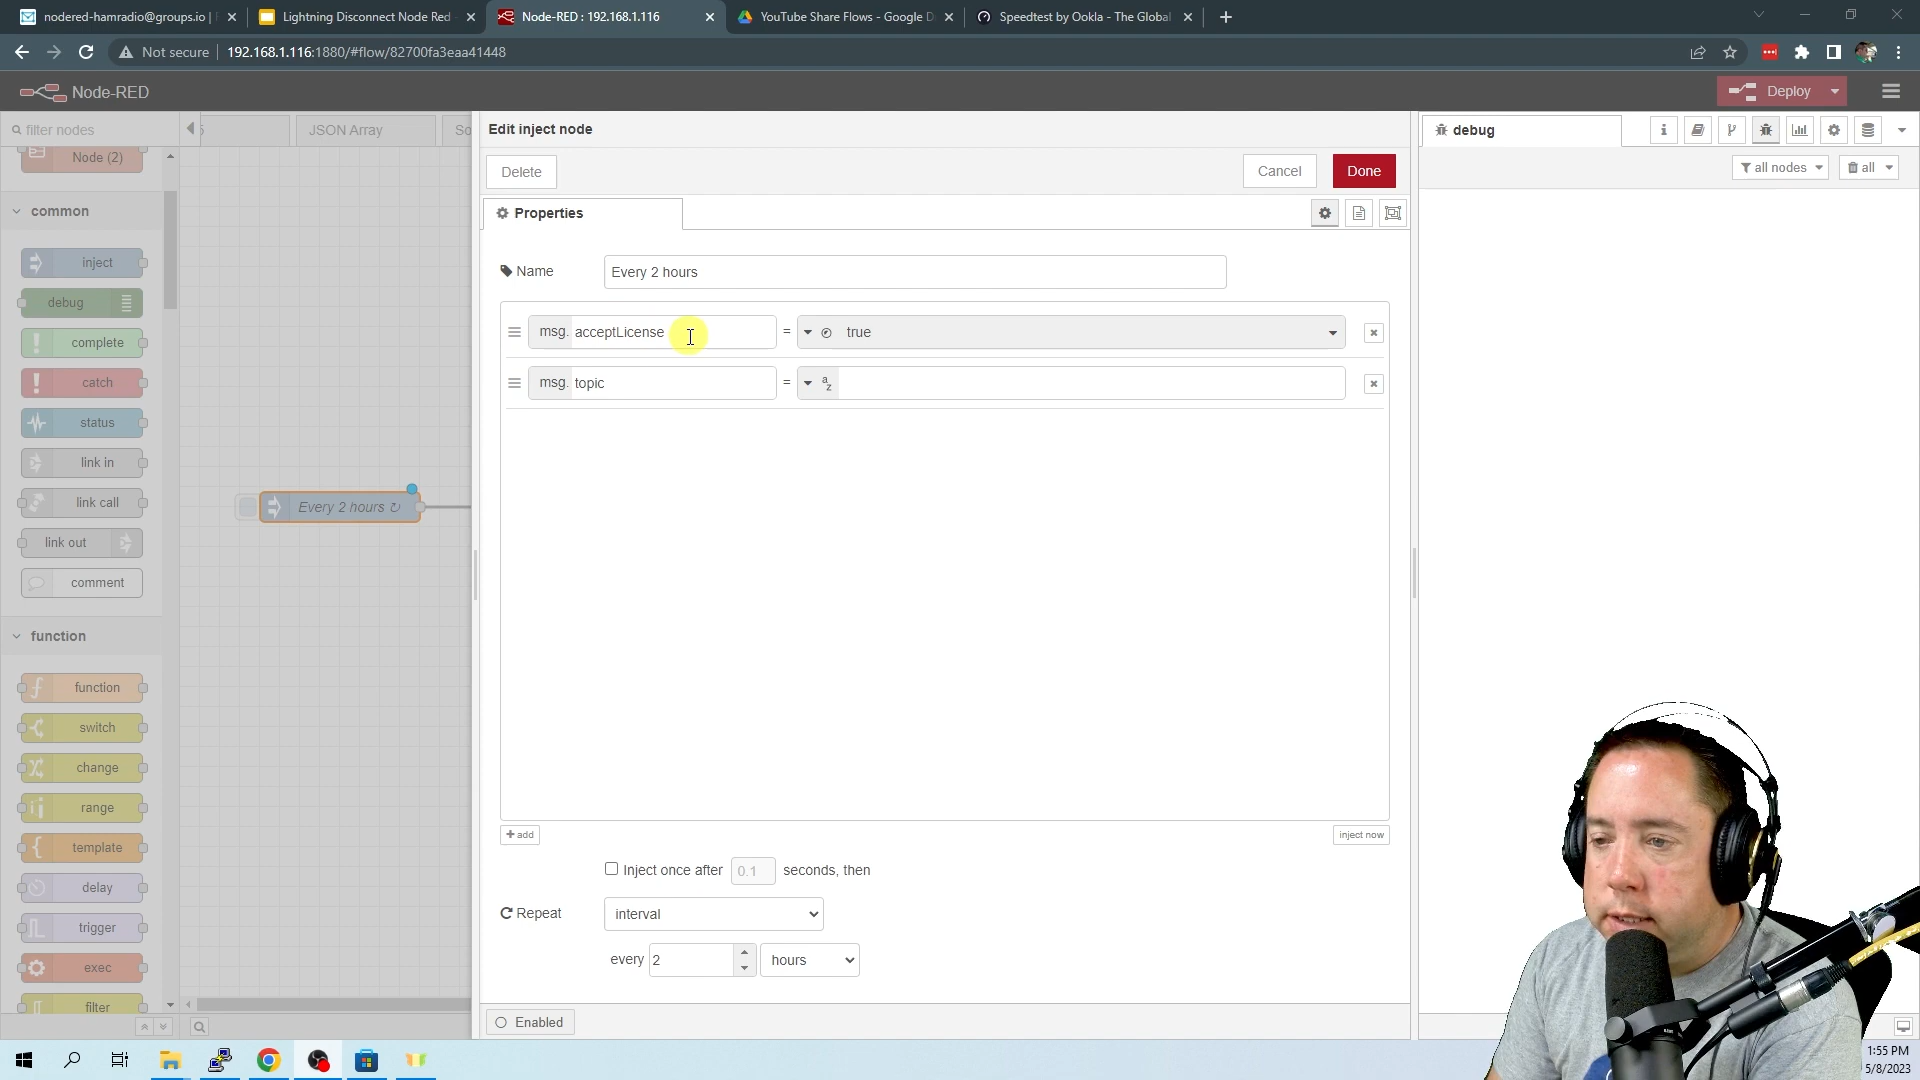 nodered-hamradio@groups.io |
Lightning Disconnect Node Red
Node-RED : 192.168.1.116
YouTube Share Flows - Google D
Speedtest by Ookla - The Global
Not secure
192.168.1.116:1880/#flow/82700fa3eaa41448
Node-RED
Deploy
filter nodes
Node (2)
common
inject
debug
complete
catch
status
link in
link call
link out
comment
function
function
switch
change
range
template
delay
trigger
exec
filter
JSON Array
So
Every 2 hours ↻
Edit inject node
Delete
Cancel
Done
Properties
Name
Every 2 hours
msg. acceptLicense
=
true
msg. topic
=
a z
+ add
inject now
Inject once after
0.1
seconds, then
Repeat
interval
every
2
hours
Enabled
debug
all nodes
all
1:55 PM
5/8/2023